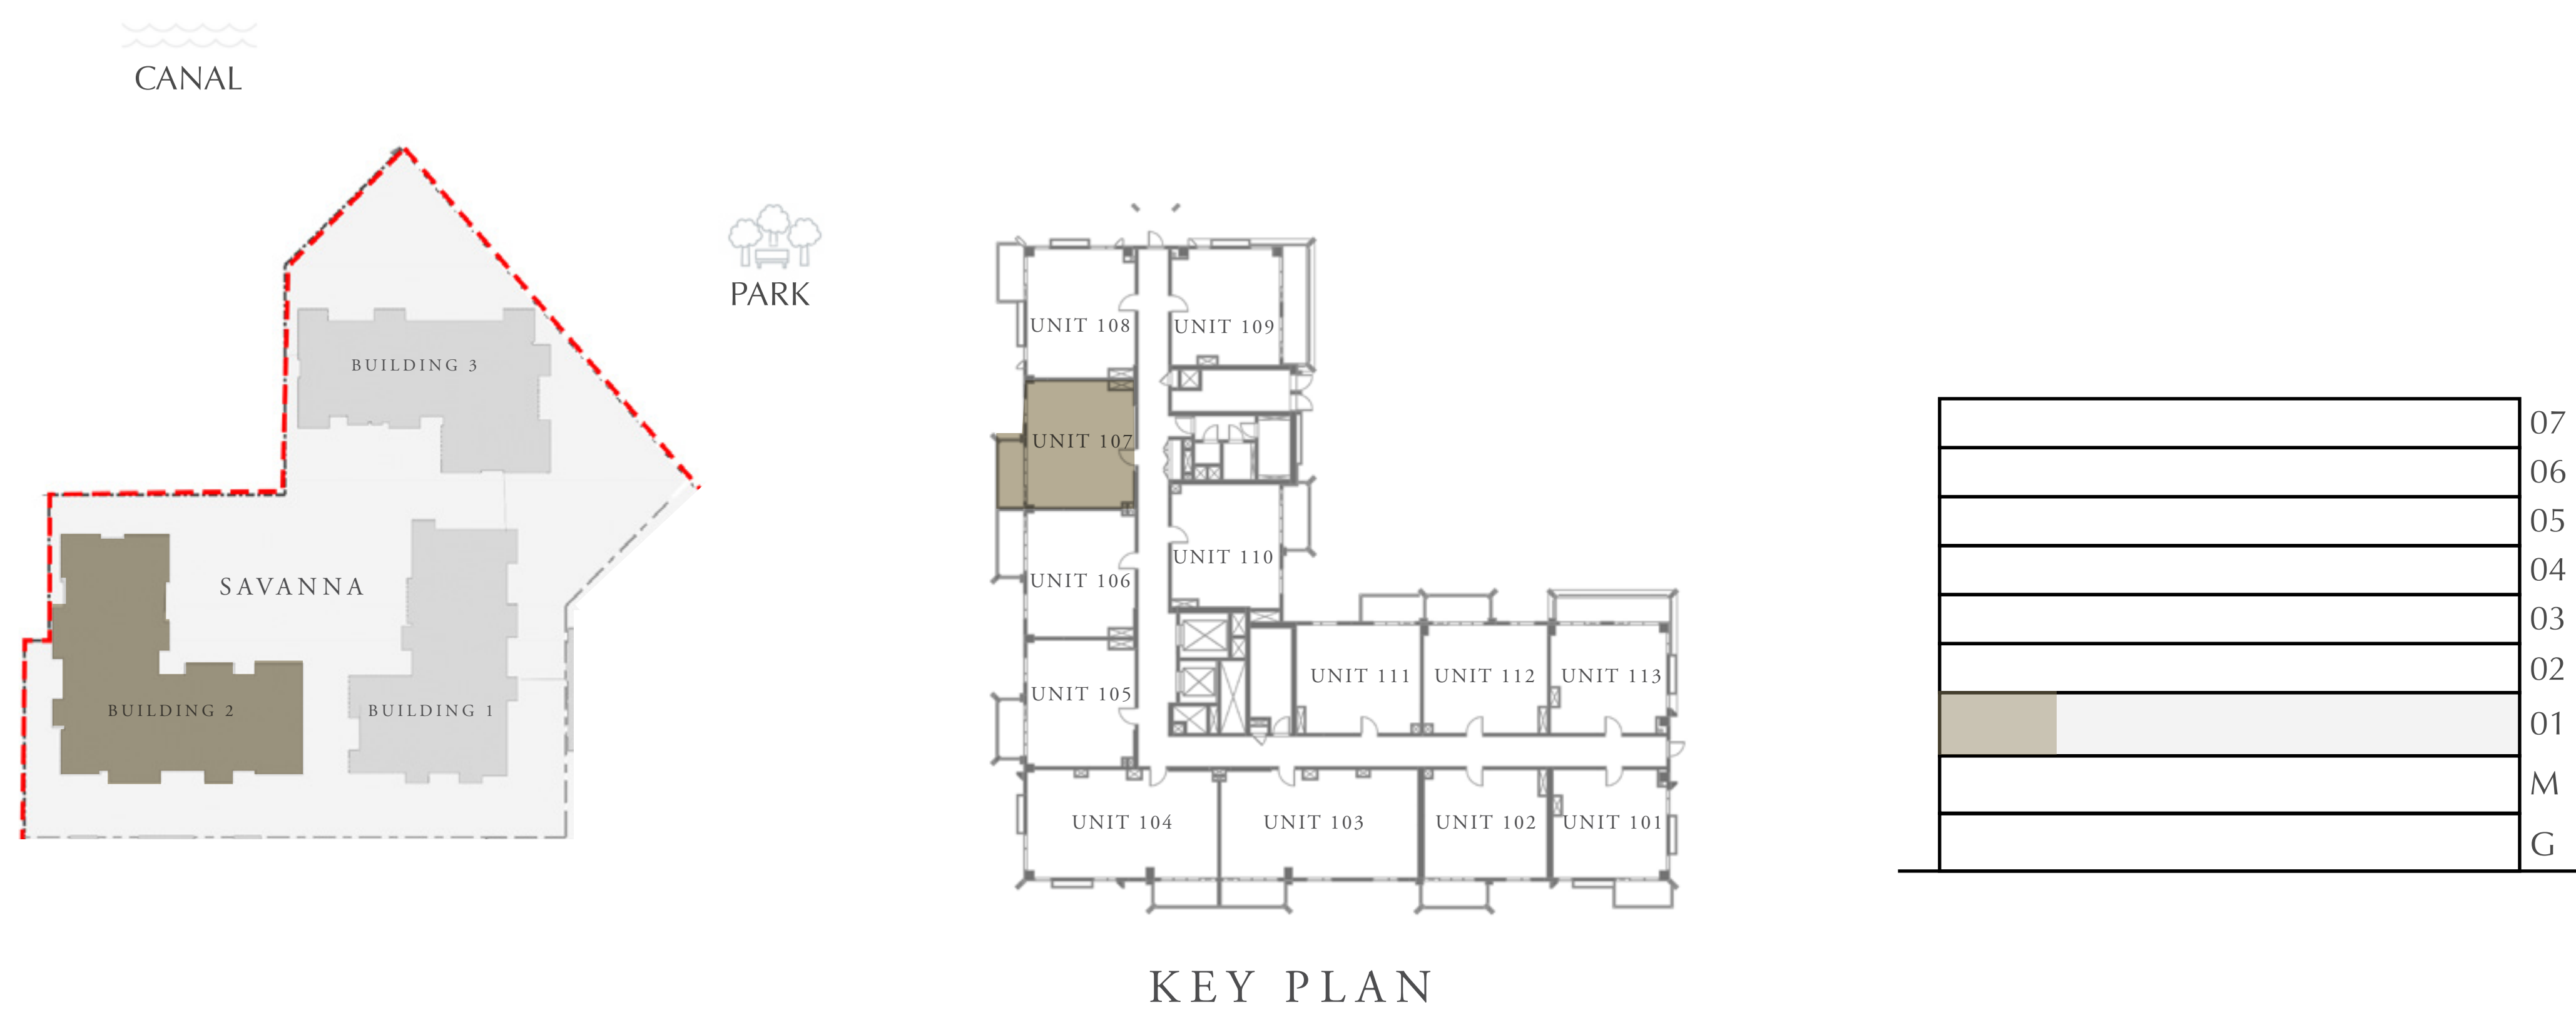 CANAL
PARK
BUILDING 3
SAVANNA
BUILDING 2
BUILDING 1
UNIT 108
UNIT 109
UNIT 107
UNIT 110
UNIT 106
UNIT 105
UNIT 111
UNIT 112
UNIT 113
UNIT 104
UNIT 103
UNIT 102
UNIT 101
KEY PLAN
07
06
05
04
03
02
01
M
G